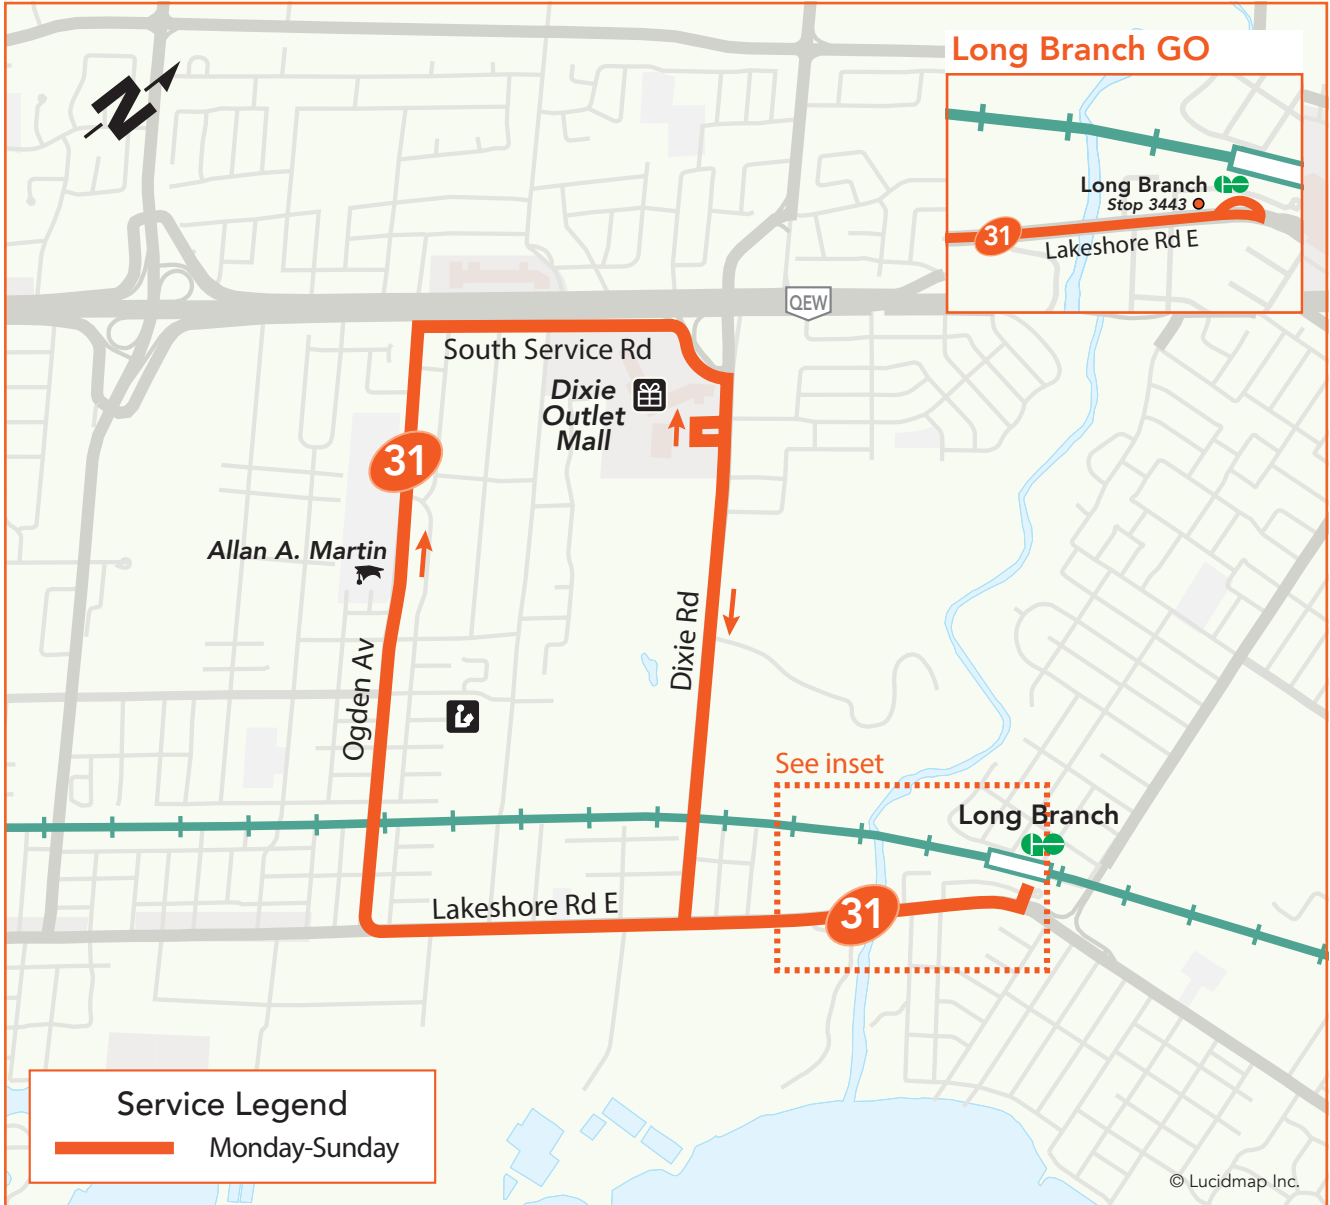 N
Long Branch GO
Long Branch
Stop 3443
31
Lakeshore Rd E
QEW
South Service Rd
Dixie
Outlet
Mall
31
Allan A. Martin
Ogden Av
Dixie Rd
See inset
Long Branch
31
Lakeshore Rd E
Service Legend
Monday-Sunday
© Lucidmap Inc.